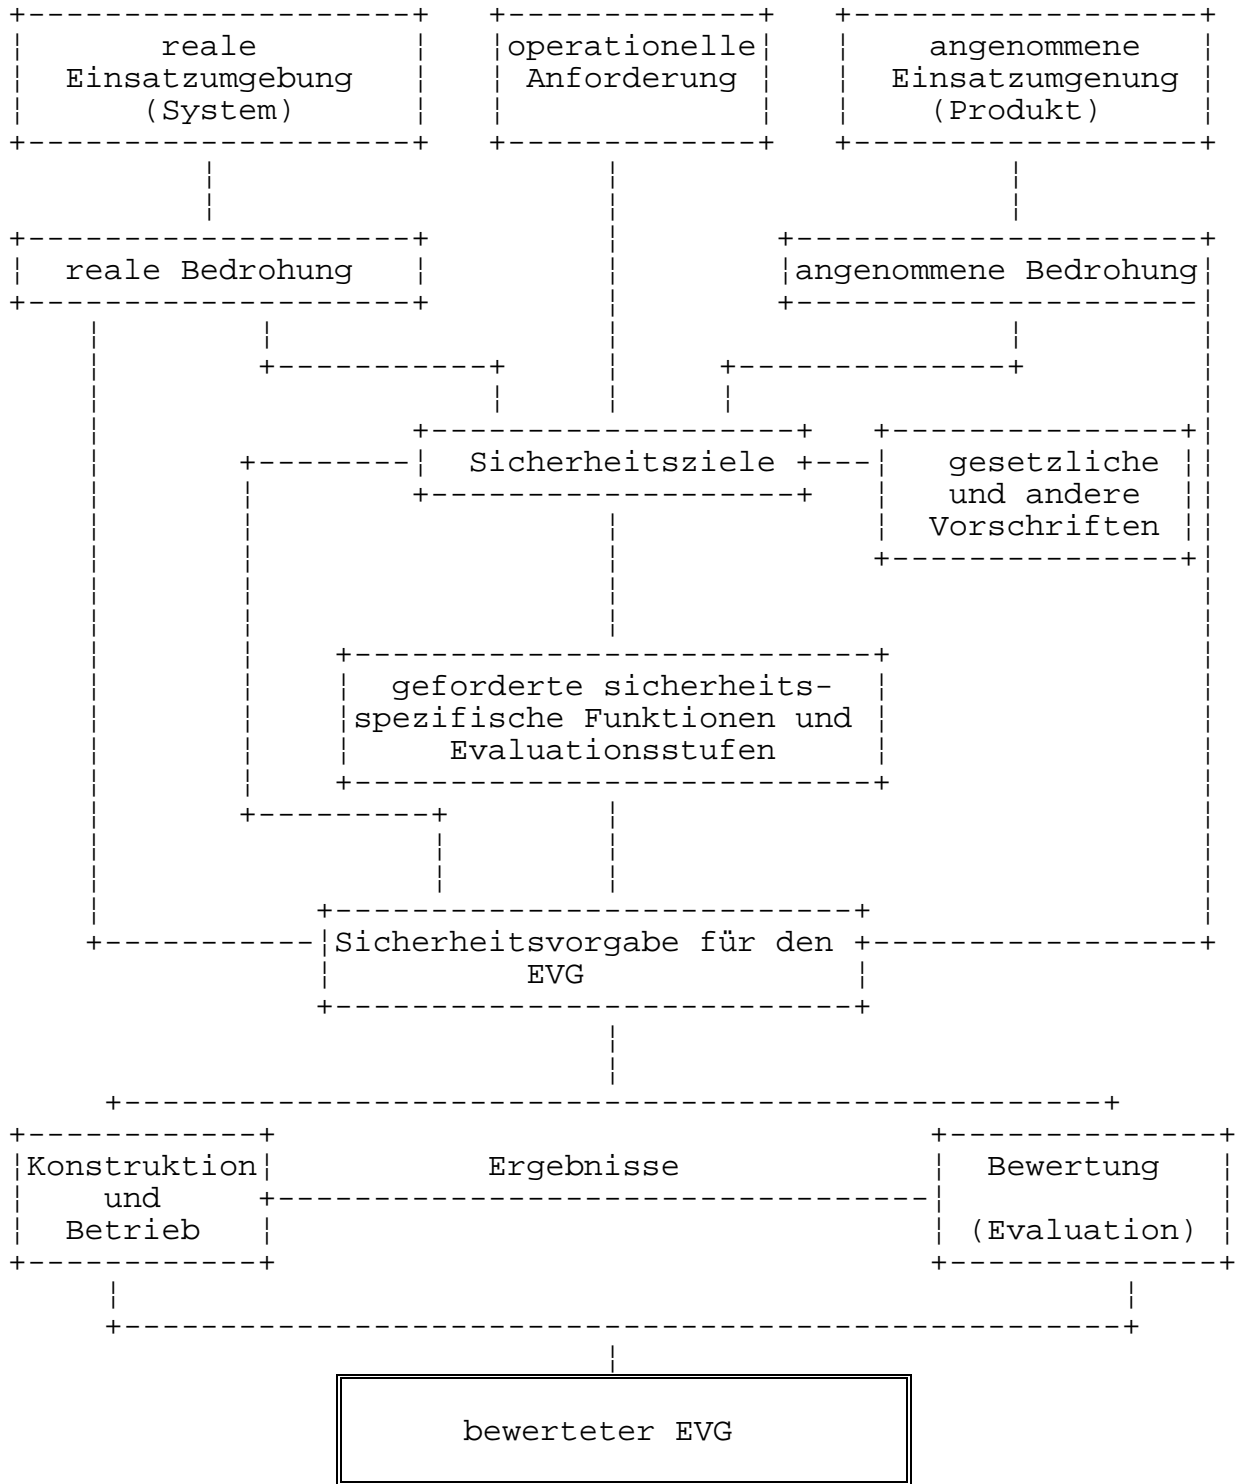 reale
Einsatzumgebung
(System)
operationelle
Anforderung
angenommene
Einsatzumgenung
(Produkt)
reale Bedrohung
angenommene Bedrohung
Sicherheitsziele
gesetzliche
und andere
Vorschriften
geforderte sicherheits-
spezifische Funktionen und
Evaluationsstufen
Sicherheitsvorgabe für den
EVG
Konstruktion
und
Betrieb
Ergebnisse
Bewertung
(Evaluation)
bewerteter EVG